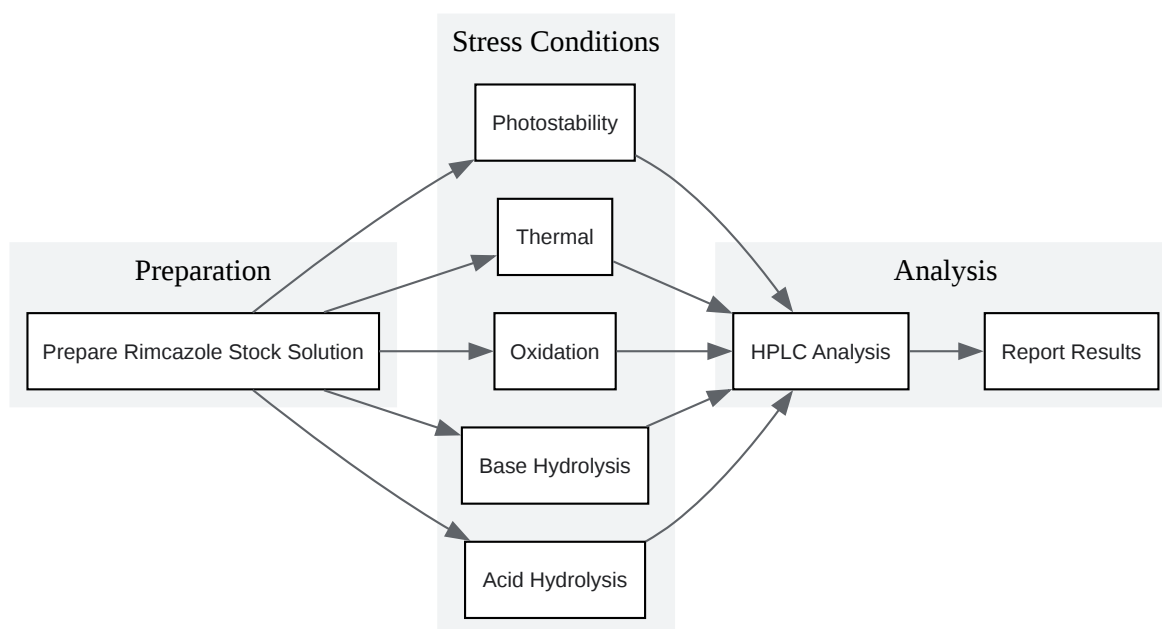 Stress Conditions
Photostability
Thermal
Preparation
Analysis
Prepare Rimcazole Stock Solution
Oxidation
HPLC Analysis
Report Results
Base Hydrolysis
Acid Hydrolysis